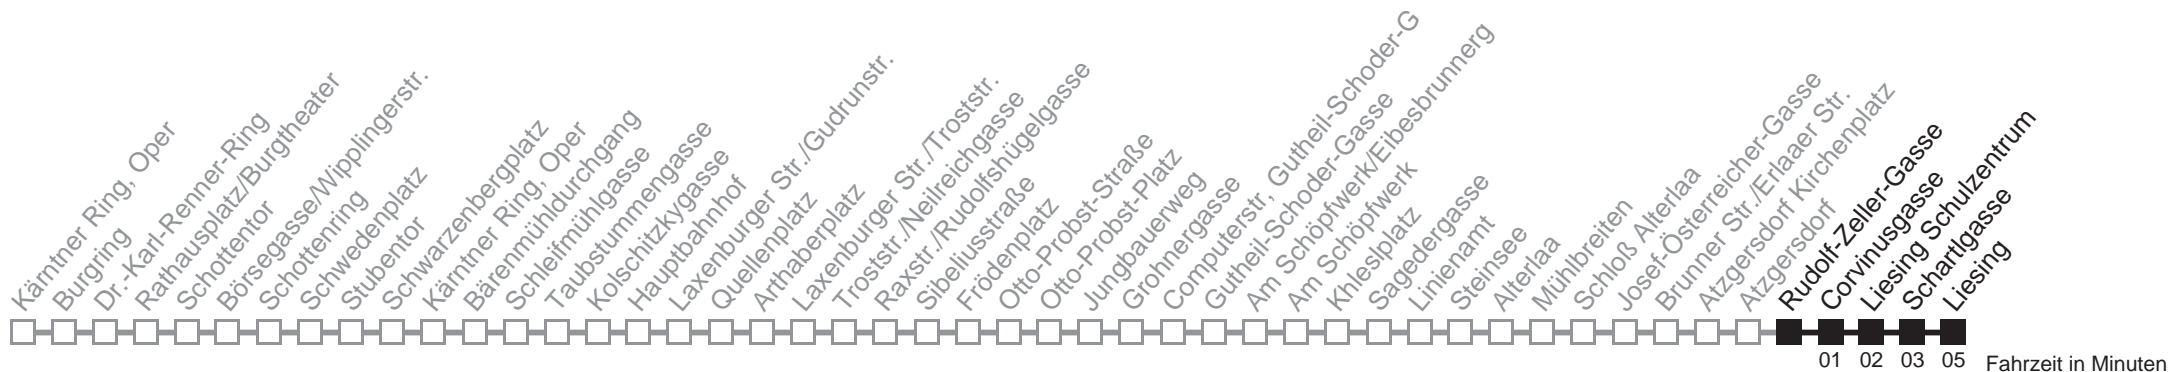 Kärntner Ring, Oper
Burgring
Dr.-Karl-Renner-Ring
Rathausplatz/Burgtheater
Schottentor
Börsegasse/Wipplingerstr.
Schottenring
Schwedenplatz
Stubentor
Schwarzenbergplatz
Kärntner Ring, Oper
Bärenmühldurchgang
Schleifmühlgasse
Taubstummengasse
Kolschitzkygasse
Hauptbahnhof
Laxenburger Str./Gudrunstr.
Quellenplatz
Arthaberplatz
Laxenburger Str./Troststr.
Troststr./Neilreichgasse
Raxstr./Rudolfshügelgasse
Sibeliusstraße
Frödenplatz
Otto-Probst-Straße
Otto-Probst-Platz
Jungbauerweg
Grohnergasse
Computerstr, Gutheil-Schoder-G
Gutheil-Schoder-Gasse
Am Schöpfwerk/Eibesbrunnerg
Am Schöpfwerk
Khleslplatz
Sagedergasse
Linienamt
Steinsee
Alterlaa
Mühlbreiten
Schloß Alterlaa
Josef-Österreicher-Gasse
Brunner Str./Erlaaer Str.
Atzgersdorf Kirchenplatz
Atzgersdorf
Rudolf-Zeller-Gasse
Corvinusgasse
Liesing Schulzentrum
Schartlgasse
Liesing
01 02 03 05 Fahrzeit in Minuten